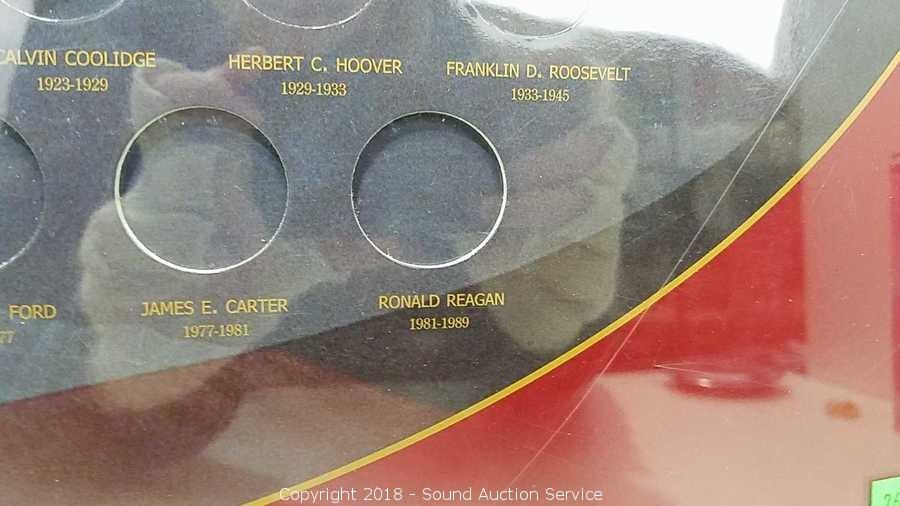 CALVIN COOLIDGE
1923-1929
HERBERT C. HOOVER
1929-1933
FRANKLIN D. ROOSEVELT
1933-1945
FORD
77
JAMES E. CARTER
1977-1981
RONALD REAGAN
1981-1989
Copyright 2018 - Sound Auction Service